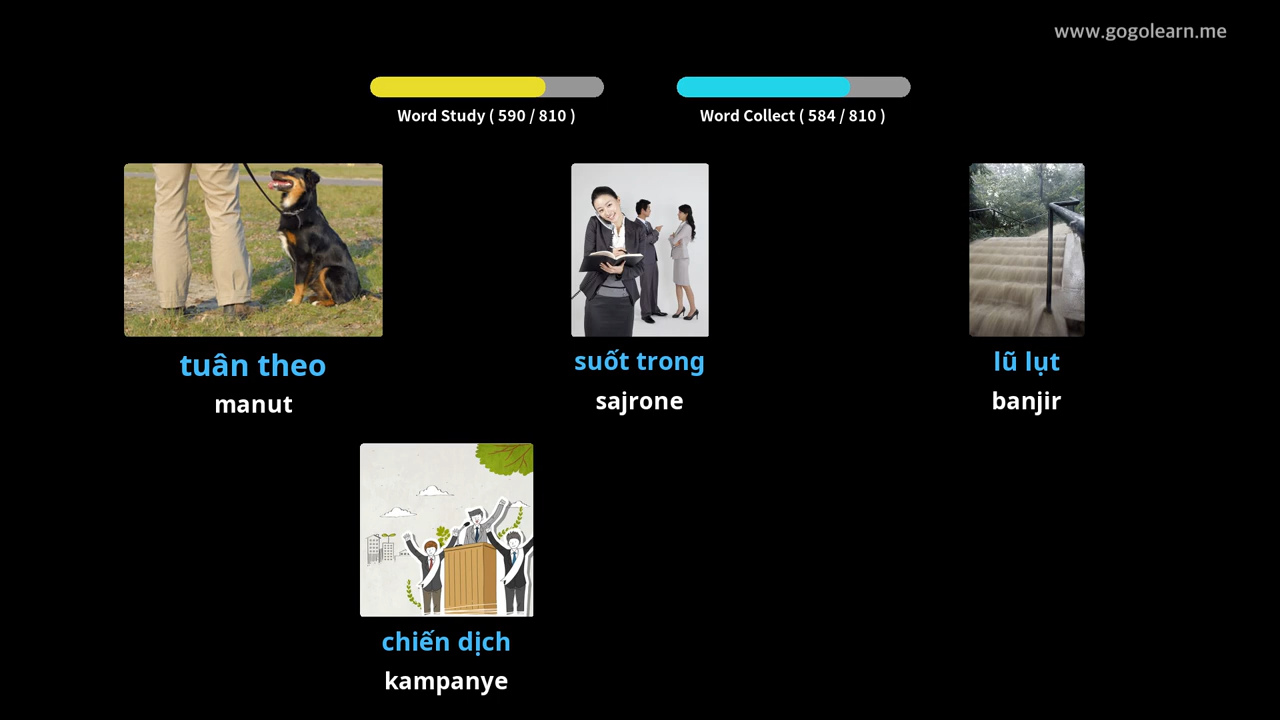 www.gogolearn.me
Word Study ( 590 / 810 )
Word Collect ( 584 / 810 )
tuân theo
manut
suốt trong
sajrone
lũ lụt
banjir
chiến dịch
kampanye